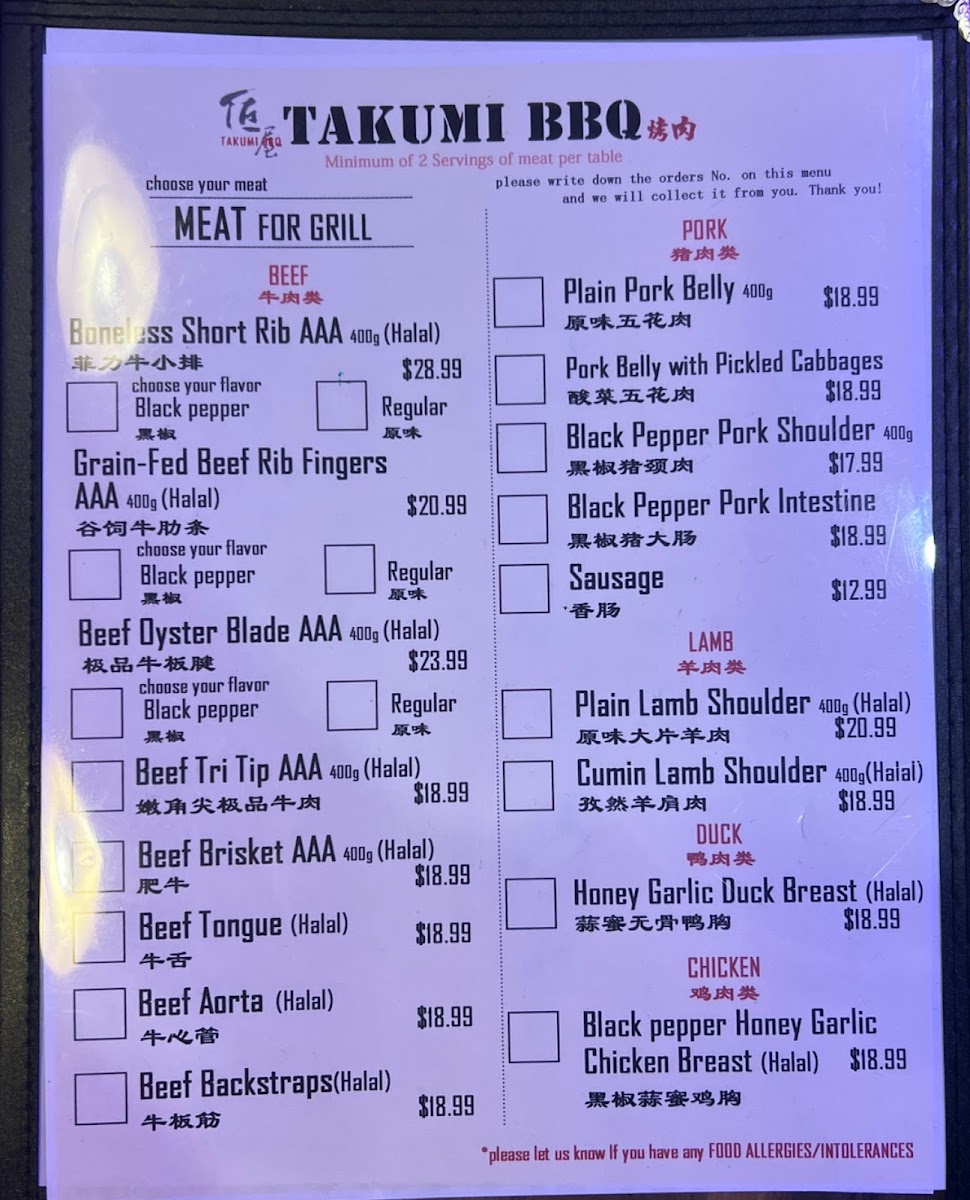 TAKUMI BBQ 烤肉
TAKUMI BBQ
Minimum of 2 Servings of meat per table
choose your meat
MEAT FOR GRILL
BEEF
牛肉类
Boneless Short Rib AAA 400g (Halal)
菲力牛小排
$28.99
choose your flavor
Black pepper
黑椒
Regular
原味
Grain-Fed Beef Rib Fingers
AAA 400g (Halal)
$20.99
谷饲牛肋条
choose your flavor
Black pepper
黑椒
Regular
原味
Beef Oyster Blade AAA 400g (Halal)
极品牛板腱
$23.99
choose your flavor
Black pepper
黑椒
Regular
原味
Beef Tri Tip AAA 400g (Halal)
嫩角尖极品牛肉
$18.99
Beef Brisket AAA 400g (Halal)
肥牛
$18.99
Beef Tongue (Halal)
$18.99
牛舌
Beef Aorta (Halal)
$18.99
牛心管
Beef Backstraps(Halal)
$18.99
牛板筋
please write down the orders No. on this menu
and we will collect it from you. Thank you!
PORK
猪肉类
Plain Pork Belly 400g $18.99
原味五花肉
Pork Belly with Pickled Cabbages
酸菜五花肉 $18.99
Black Pepper Pork Shoulder 400g
黑椒猪颈肉 $17.99
Black Pepper Pork Intestine
黑椒猪大肠 $18.99
Sausage $12.99
香肠
LAMB
羊肉类
Plain Lamb Shoulder 400g (Halal)
原味大片羊肉 $20.99
Cumin Lamb Shoulder 400g(Halal)
孜然羊肩肉 $18.99
DUCK
鸭肉类
Honey Garlic Duck Breast (Halal)
蒜蜜无骨鸭胸 $18.99
CHICKEN
鸡肉类
Black pepper Honey Garlic
Chicken Breast (Halal) $18.99
黑椒蒜蜜鸡胸
*please let us know If you have any FOOD ALLERGIES/INTOLERANCES